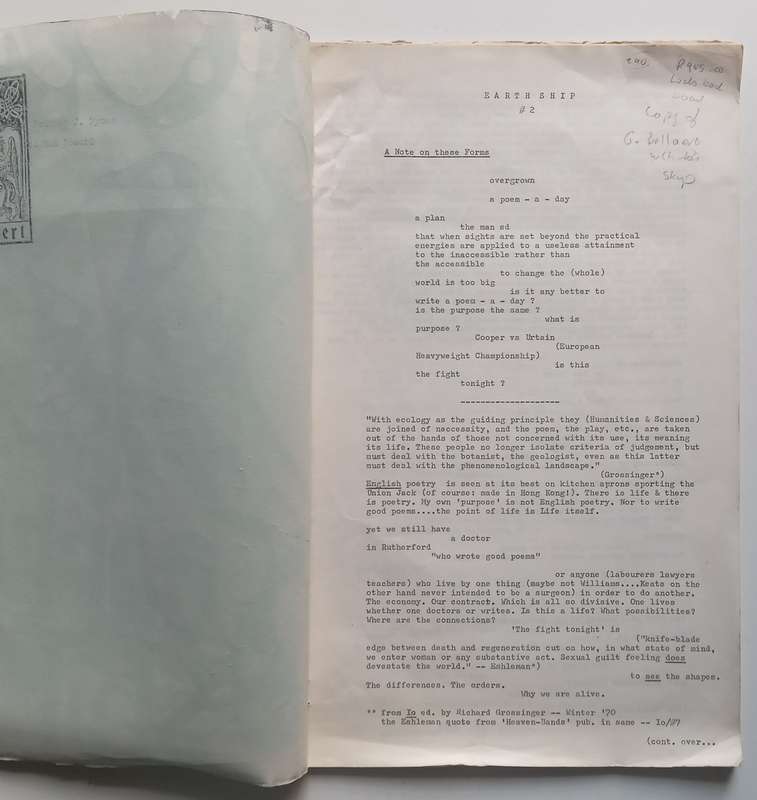 erl
E A R T H S H I P
# 2
Copy of
A Note on these Forms
overgrown
a poem - a - day
a plan
the man sd
that when sights are set beyond the practical
energies are applied to a useless attainment
to the inaccessible rather than
the accessible
to change the (whole)
world is too big
is it any better to
write a poem - a - day ?
is the purpose the same ?
what is
purpose ?
Cooper vs Urtain
(European
Heavyweight Championship)
is this
the fight
tonight ?
--------------------
"With ecology as the guiding principle they (Humanities & Sciences)
are joined of neccessity, and the poem, the play, etc., are taken
out of the hands of those not concerned with its use, its meaning
its life. These people no longer isolate criteria of judgement, but
must deal with the botanist, the geologist, even as this latter
must deal with the phenomenological landscape."
(Grossinger*)
English poetry is seen at its best on kitchen aprons sporting the
Union Jack (of course: made in Hong Kong!). There is life & there
is poetry. My own 'purpose' is not English poetry. Nor to write
good poems....the point of life is Life itself.
yet we still have
a doctor
in Rutherford
"who wrote good poems"
or anyone (labourers lawyers
teachers) who live by one thing (maybe not Williams....Keats on the
other hand never intended to be a surgeon) in order to do another.
The economy. Our contract. Which is all so divisive. One lives
whether one doctors or writes. Is this a life? What possibilities?
Where are the connections?
'The fight tonight' is
("knife-blade
edge between death and regeneration cut on how, in what state of mind,
we enter woman or any substantive act. Sexual guilt feeling does
devastate the world." -- Eshleman*)
to see the shapes.
The differences. The orders.
Why we are alive.
** from Io ed. by Richard Grossinger -- Winter '70
the Eshleman quote from 'Heaven-Bands' pub. in same -- Io/#7
(cont. over...